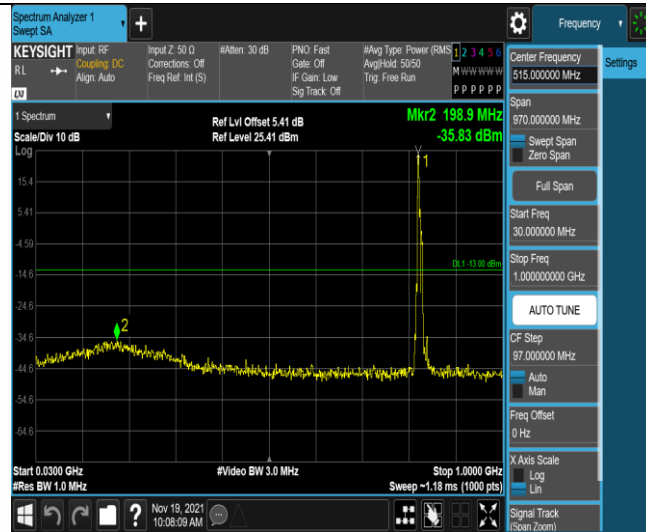 Spectrum Analyzer 1
Swept SA
Frequency
KEYSIGHT
R L
LXI
Input: RF
Coupling: DC
Align: Auto
Input Z: 50 Ω
Corrections: Off
Freq Ref: Int (S)
#Atten: 30 dB
PNO: Fast
Gate: Off
IF Gain: Low
Sig Track: Off
#Avg Type: Power (RMS
Avg|Hold: 50/50
Trig: Free Run
1 2 3 4 5 6
M W W W W W
P P P P P P
Center Frequency
515.000000 MHz
Settings
Span
970.000000 MHz
Swept Span
Zero Span
Full Span
Start Freq
30.000000 MHz
Stop Freq
1.00000000 GHz
AUTO TUNE
CF Step
97.000000 MHz
Auto
Man
Freq Offset
0 Hz
X Axis Scale
Log
Lin
Signal Track
(Span Zoom)
1 Spectrum
Scale/Div 10 dB
Log
Ref Lvl Offset 5.41 dB
Ref Level 25.41 dBm
Mkr2 198.9 MHz
-35.83 dBm
15.4
5.41
-4.59
-14.6
-24.6
-34.6
-44.6
-54.6
-64.6
1
2
DL1 -13.00 dBm
Start 0.0300 GHz
#Res BW 1.0 MHz
#Video BW 3.0 MHz
Stop 1.0000 GHz
Sweep ~1.18 ms (1000 pts)
Nov 19, 2021
10:08:09 AM